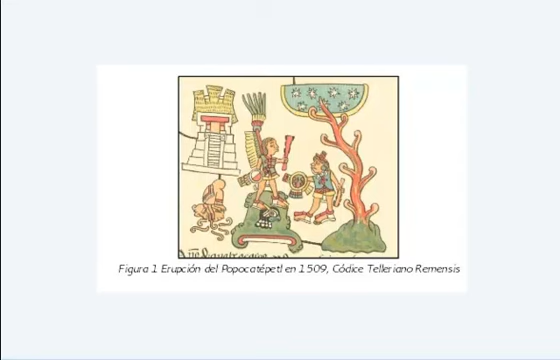 Figura 1 Erupción del Popocatépetl en 1509, Códice Telleriano Remensis